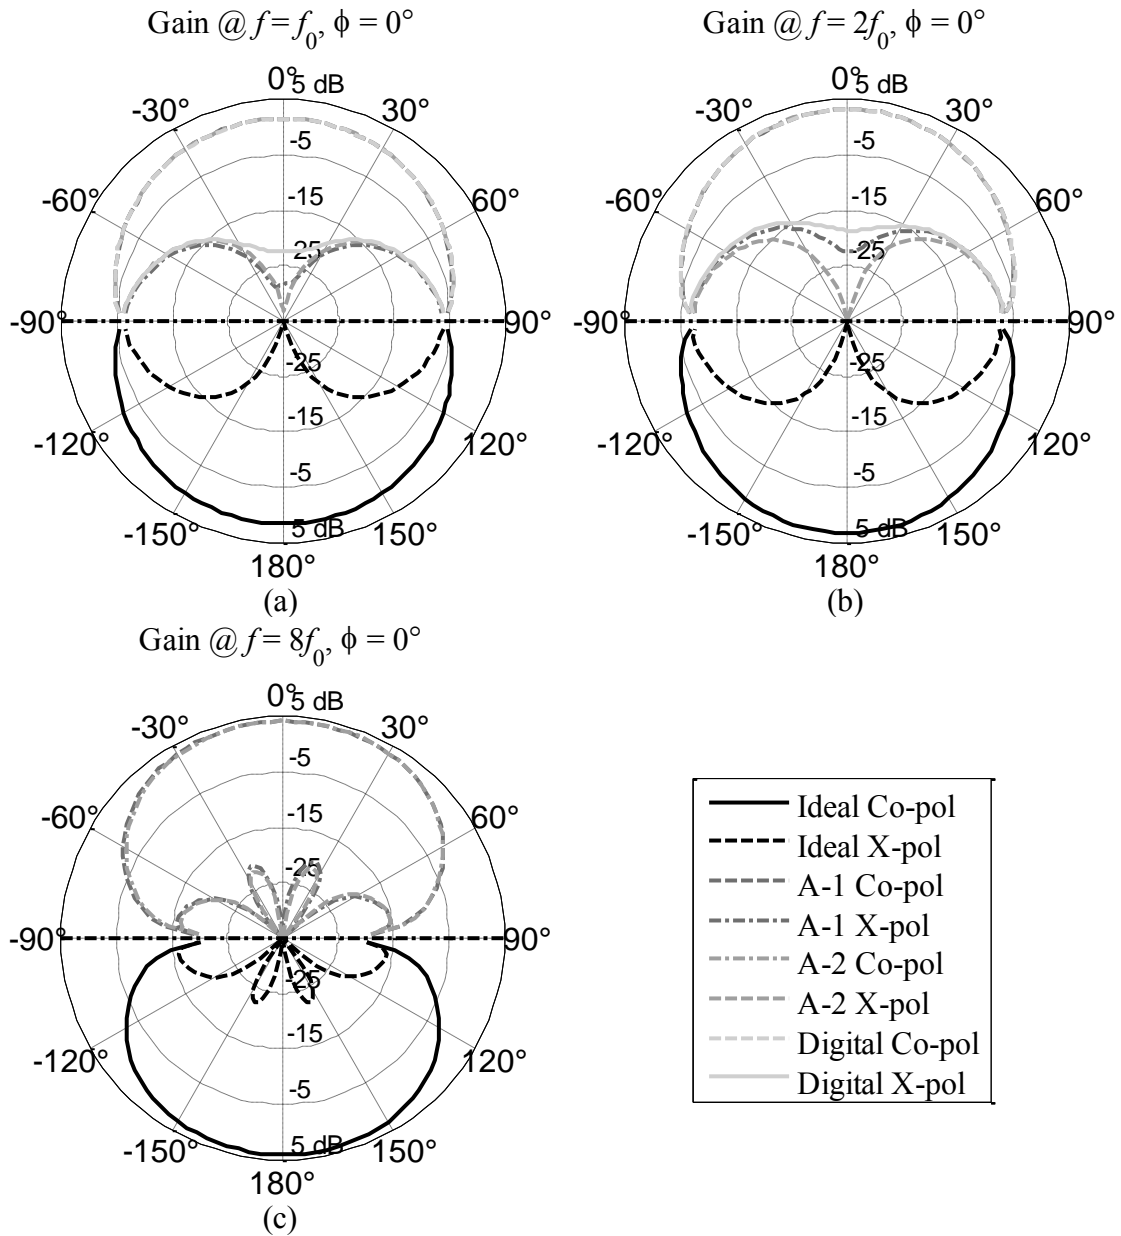 Gain @ f = f0, ϕ = 0°
0°
5 dB
-30°
30°
-5
-60°
-15
60°
-25
-90°
90°
-25
-120°
-15
120°
-5
-150°
5 dB
150°
180°
(a)
Gain @ f = 2f0, ϕ = 0°
0°
5 dB
-30°
30°
-5
-60°
-15
60°
-25
-90°
90°
-25
-120°
-15
120°
-5
-150°
5 dB
150°
180°
(b)
Gain @ f = 8f0, ϕ = 0°
0°
5 dB
-30°
30°
-5
-60°
-15
60°
-25
-90°
90°
-25
-120°
-15
120°
-5
-150°
5 dB
150°
180°
(c)
Ideal Co-pol
Ideal X-pol
A-1 Co-pol
A-1 X-pol
A-2 Co-pol
A-2 X-pol
Digital Co-pol
Digital X-pol